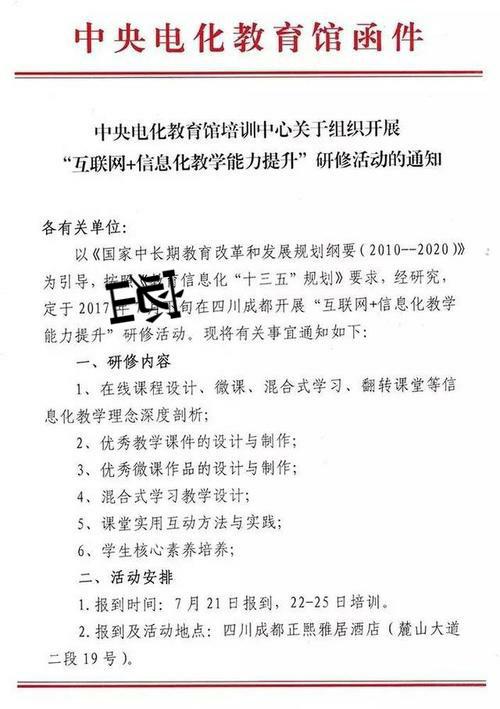 中央电化教育馆函件
中央电化教育馆培训中心关于组织开展
“互联网+信息化教学能力提升”研修活动的通知
各有关单位：
以《国家中长期教育改革和发展规划纲要（2010--2020）》
为引导，按照《教育信息化“十三五”规划》要求，经研究，
定于2017年7月下旬在四川成都开展“互联网+信息化教学
能力提升”研修活动。现将有关事宜通知如下：
一、研修内容
1、在线课程设计、微课、混合式学习、翻转课堂等信
息化教学理念深度剖析；
2、优秀教学课件的设计与制作；
3、优秀微课作品的设计与制作；
4、混合式学习教学设计；
5、课堂实用互动方法与实践；
6、学生核心素养培养；
二、活动安排
1.报到时间：7月21日报到，22-25日培训。
2.报到及活动地点：四川成都正熙雅居酒店（麓山大道
二段19号）。